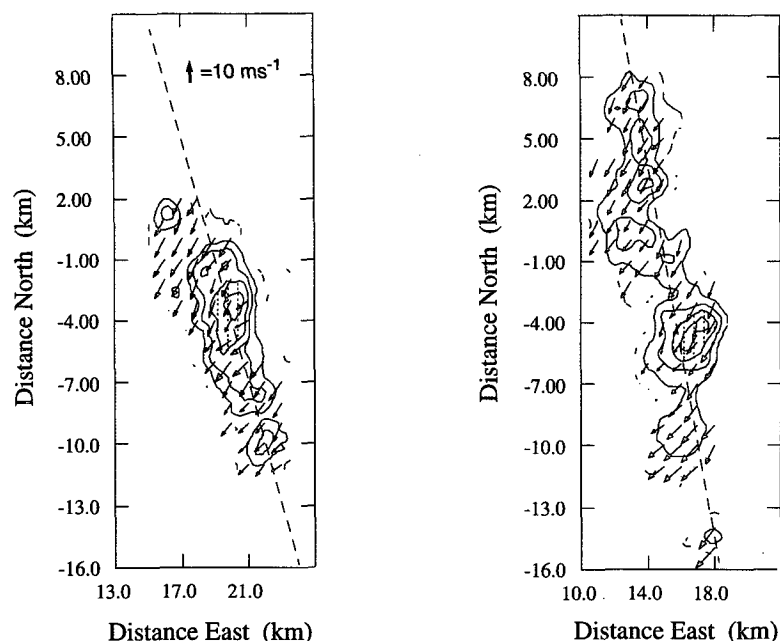 =10 ms⁻¹
8.00
5.00
2.00
-1.00
-4.00
-7.00
-10.0
-13.0
-16.0
13.0 17.0 21.0
Distance North (km)
Distance East (km)
8.00
5.00
2.00
-1.00
-4.00
-7.00
-10.0
-13.0
-16.0
10.0 14.0 18.0
Distance North (km)
Distance East (km)